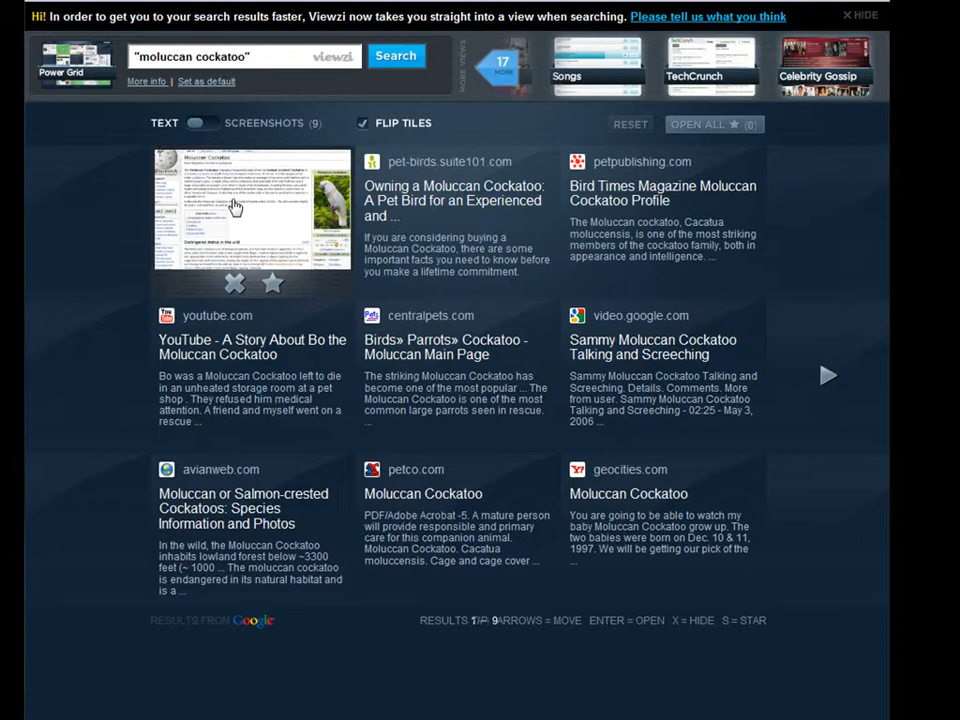 Hi! In order to get you to your search results faster, Viewzi now takes you straight into a view when searching. Please tell us what you think
HIDE
Power Grid
"moluccan cockatoo"
viewzi
Search
More info | Set as default
MORE VIEWS
17
MORE
Songs
TechCrunch
Celebrity Gossip
TEXT
SCREENSHOTS (9)
FLIP TILES
RESET
OPEN ALL ★ (0)
Moluccan Cockatoo
pet-birds.suite101.com
Owning a Moluccan Cockatoo:
A Pet Bird for an Experienced
and ...
If you are considering buying a
Moluccan Cockatoo, there are some
important facts you need to know before
you make a lifetime commitment.
petpublishing.com
Bird Times Magazine Moluccan
Cockatoo Profile
The Moluccan cockatoo, Cacatua
moluccensis, is one of the most striking
members of the cockatoo family, both in
appearance and intelligence. ...
youtube.com
YouTube - A Story About Bo the
Moluccan Cockatoo
Bo was a Moluccan Cockatoo left to die
in an unheated storage room at a pet
shop . They refused him medical
attention. A friend and myself went on a
rescue ...
centralpets.com
Birds» Parrots» Cockatoo -
Moluccan Main Page
The striking Moluccan Cockatoo has
become one of the most popular ... The
Moluccan Cockatoo is one of the most
common large parrots seen in rescue.
...
video.google.com
Sammy Moluccan Cockatoo
Talking and Screeching
Sammy Moluccan Cockatoo Talking and
Screeching. Details. Comments. More
from user. Sammy Moluccan Cockatoo
Talking and Screeching - 02:25 - May 3,
2006 ...
avianweb.com
Moluccan or Salmon-crested
Cockatoos: Species
Information and Photos
In the wild, the Moluccan Cockatoo
inhabits lowland forest below ~3300
feet (~ 1000 ... The moluccan cockatoo
is endangered in its natural habitat and
is a ...
petco.com
Moluccan Cockatoo
PDF/Adobe Acrobat -5. A mature person
will provide responsible and primary
care for this companion animal.
Moluccan Cockatoo. Cacatua
moluccensis. Cage and cage cover ...
geocities.com
Moluccan Cockatoo
You are going to be able to watch my
baby Moluccan Cockatoo grow up. The
two babies were born on Dec. 10 & 11,
1997. We will be getting our pick of the
...
RESULTS FROM Google
RESULTS 1 - 9 ARROWS = MOVE ENTER = OPEN X = HIDE S = STAR